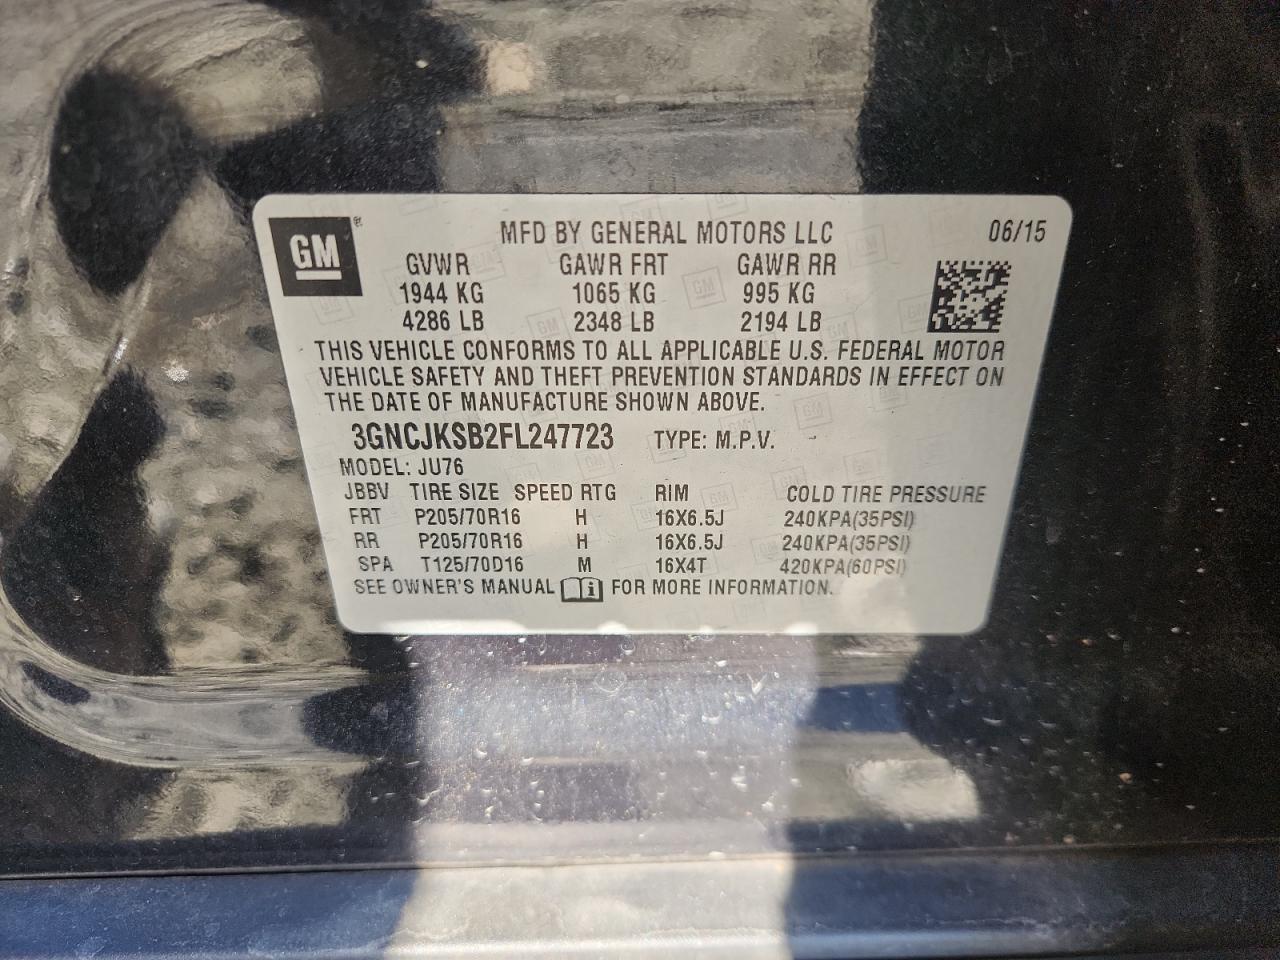 GM®
MFD BY GENERAL MOTORS LLC 06/15
GVWR GAWR FRT GAWR RR
1944 KG 1065 KG 995 KG
4286 LB 2348 LB 2194 LB
THIS VEHICLE CONFORMS TO ALL APPLICABLE U.S. FEDERAL MOTOR
VEHICLE SAFETY AND THEFT PREVENTION STANDARDS IN EFFECT ON
THE DATE OF MANUFACTURE SHOWN ABOVE.
3GNCJKSB2FL247723 TYPE: M.P.V.
MODEL: JU76
JBBV TIRE SIZE SPEED RTG RIM COLD TIRE PRESSURE
FRT P205/70R16 H 16X6.5J 240KPA(35PSI)
RR P205/70R16 H 16X6.5J 240KPA(35PSI)
SPA T125/70D16 M 16X4T 420KPA(60PSI)
SEE OWNER'S MANUAL i FOR MORE INFORMATION.